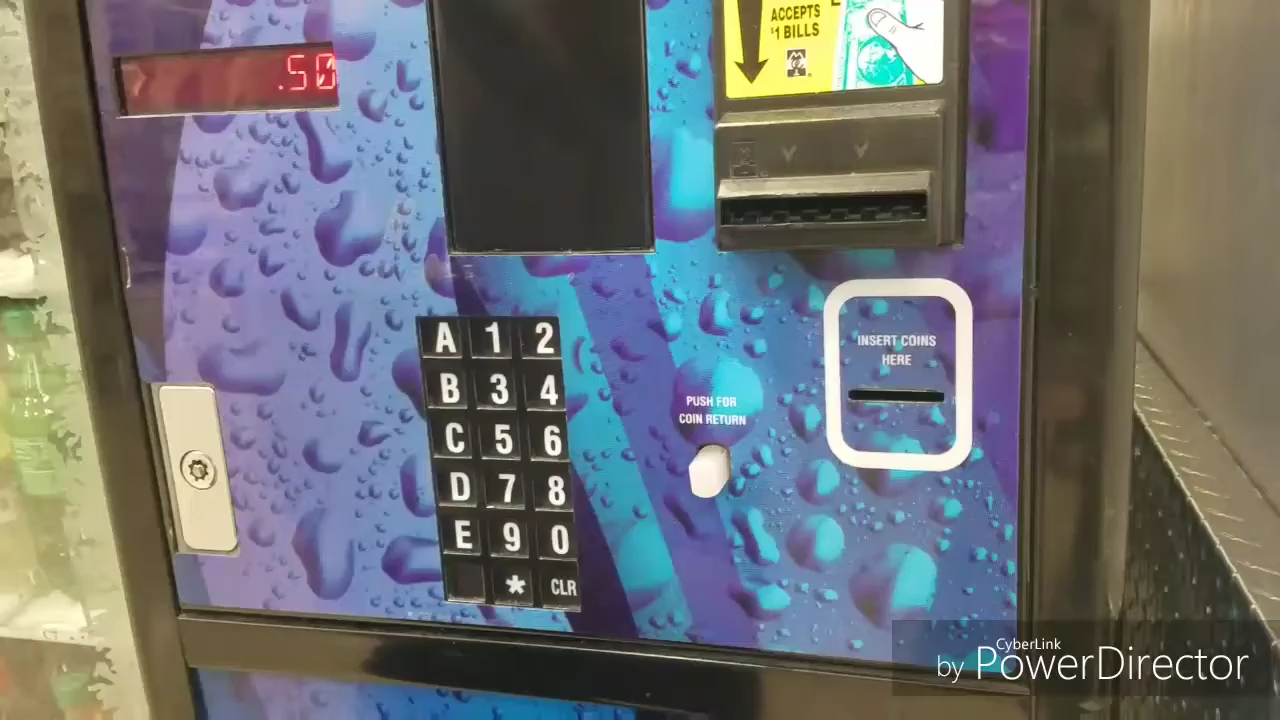 .50
ACCEPTS
$1 BILLS
A 1 2
B 3 4
C 5 6
D 7 8
E 9 0
* CLR
PUSH FOR
COIN RETURN
INSERT COINS
HERE
CyberLink
by PowerDirector